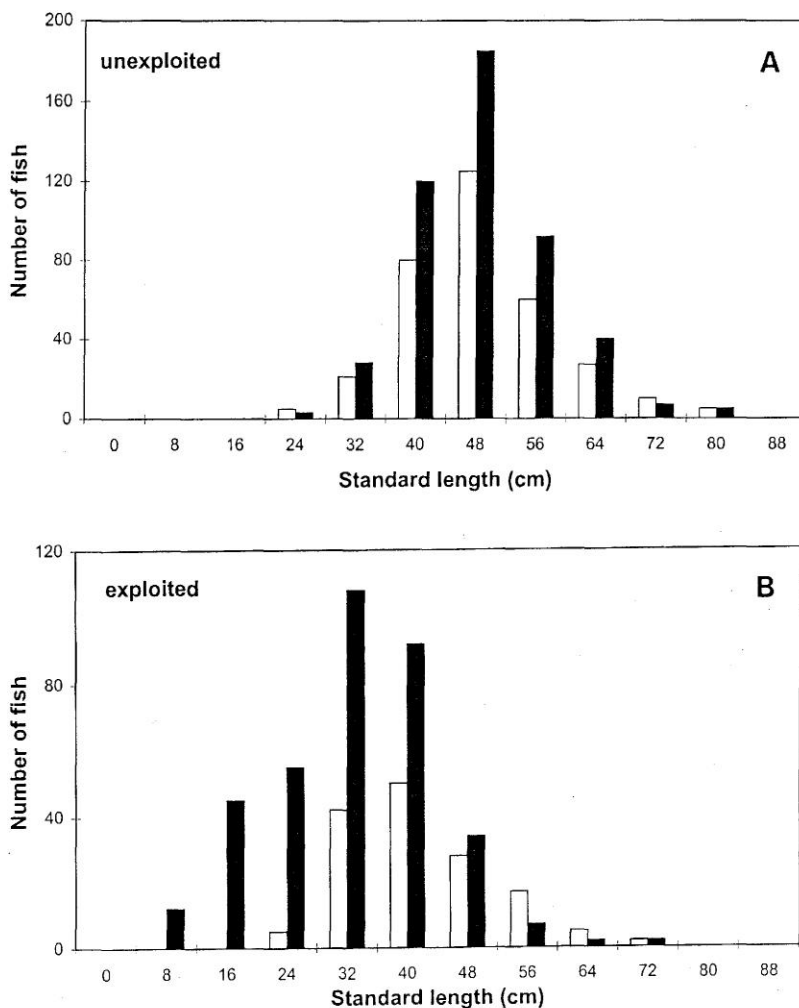 200
unexploited
A
160
120
80
40
0
Number of fish
0 8 16 24 32 40 48 56 64 72 80 88
Standard length (cm)
120
exploited
B
80
40
0
Number of fish
0 8 16 24 32 40 48 56 64 72 80 88
Standard length (cm)